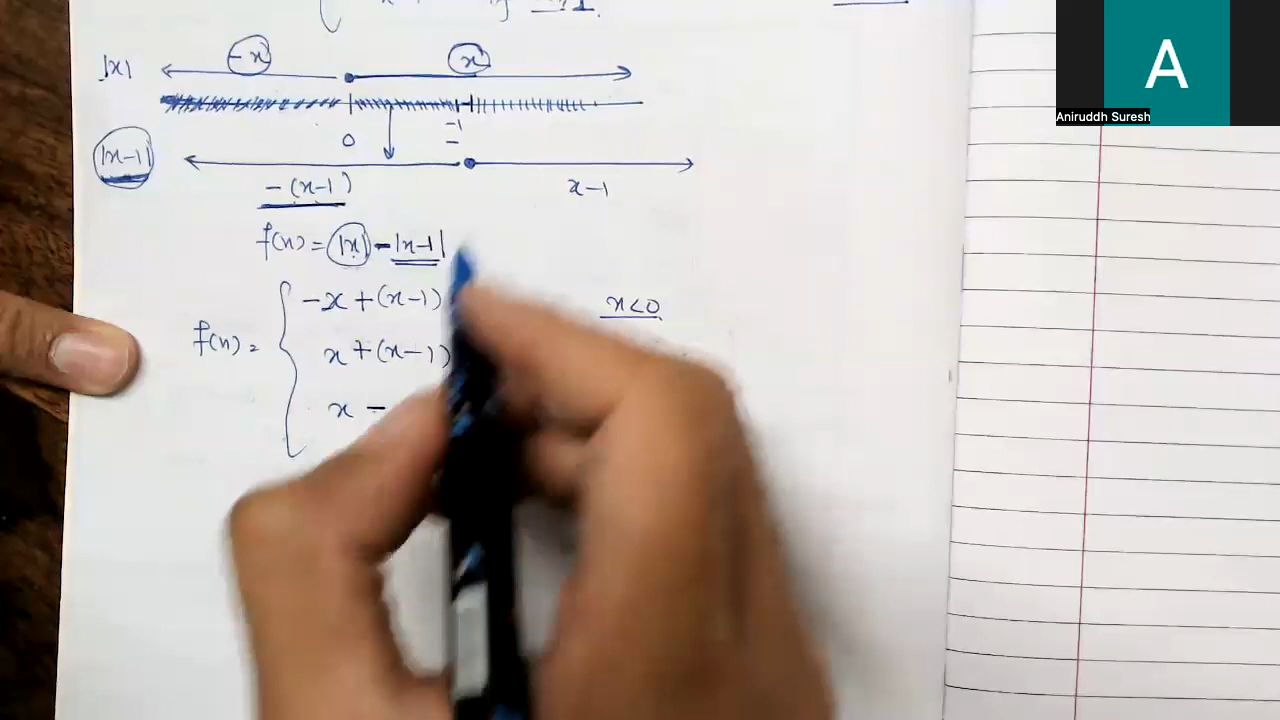 |x| -x x
0 -1
|x-1|
-(x-1) x-1
f(x) = |x| - |x-1|
-x + (x-1) x<0
f(x) = x + (x-1)
x -
A
Aniruddh Suresh